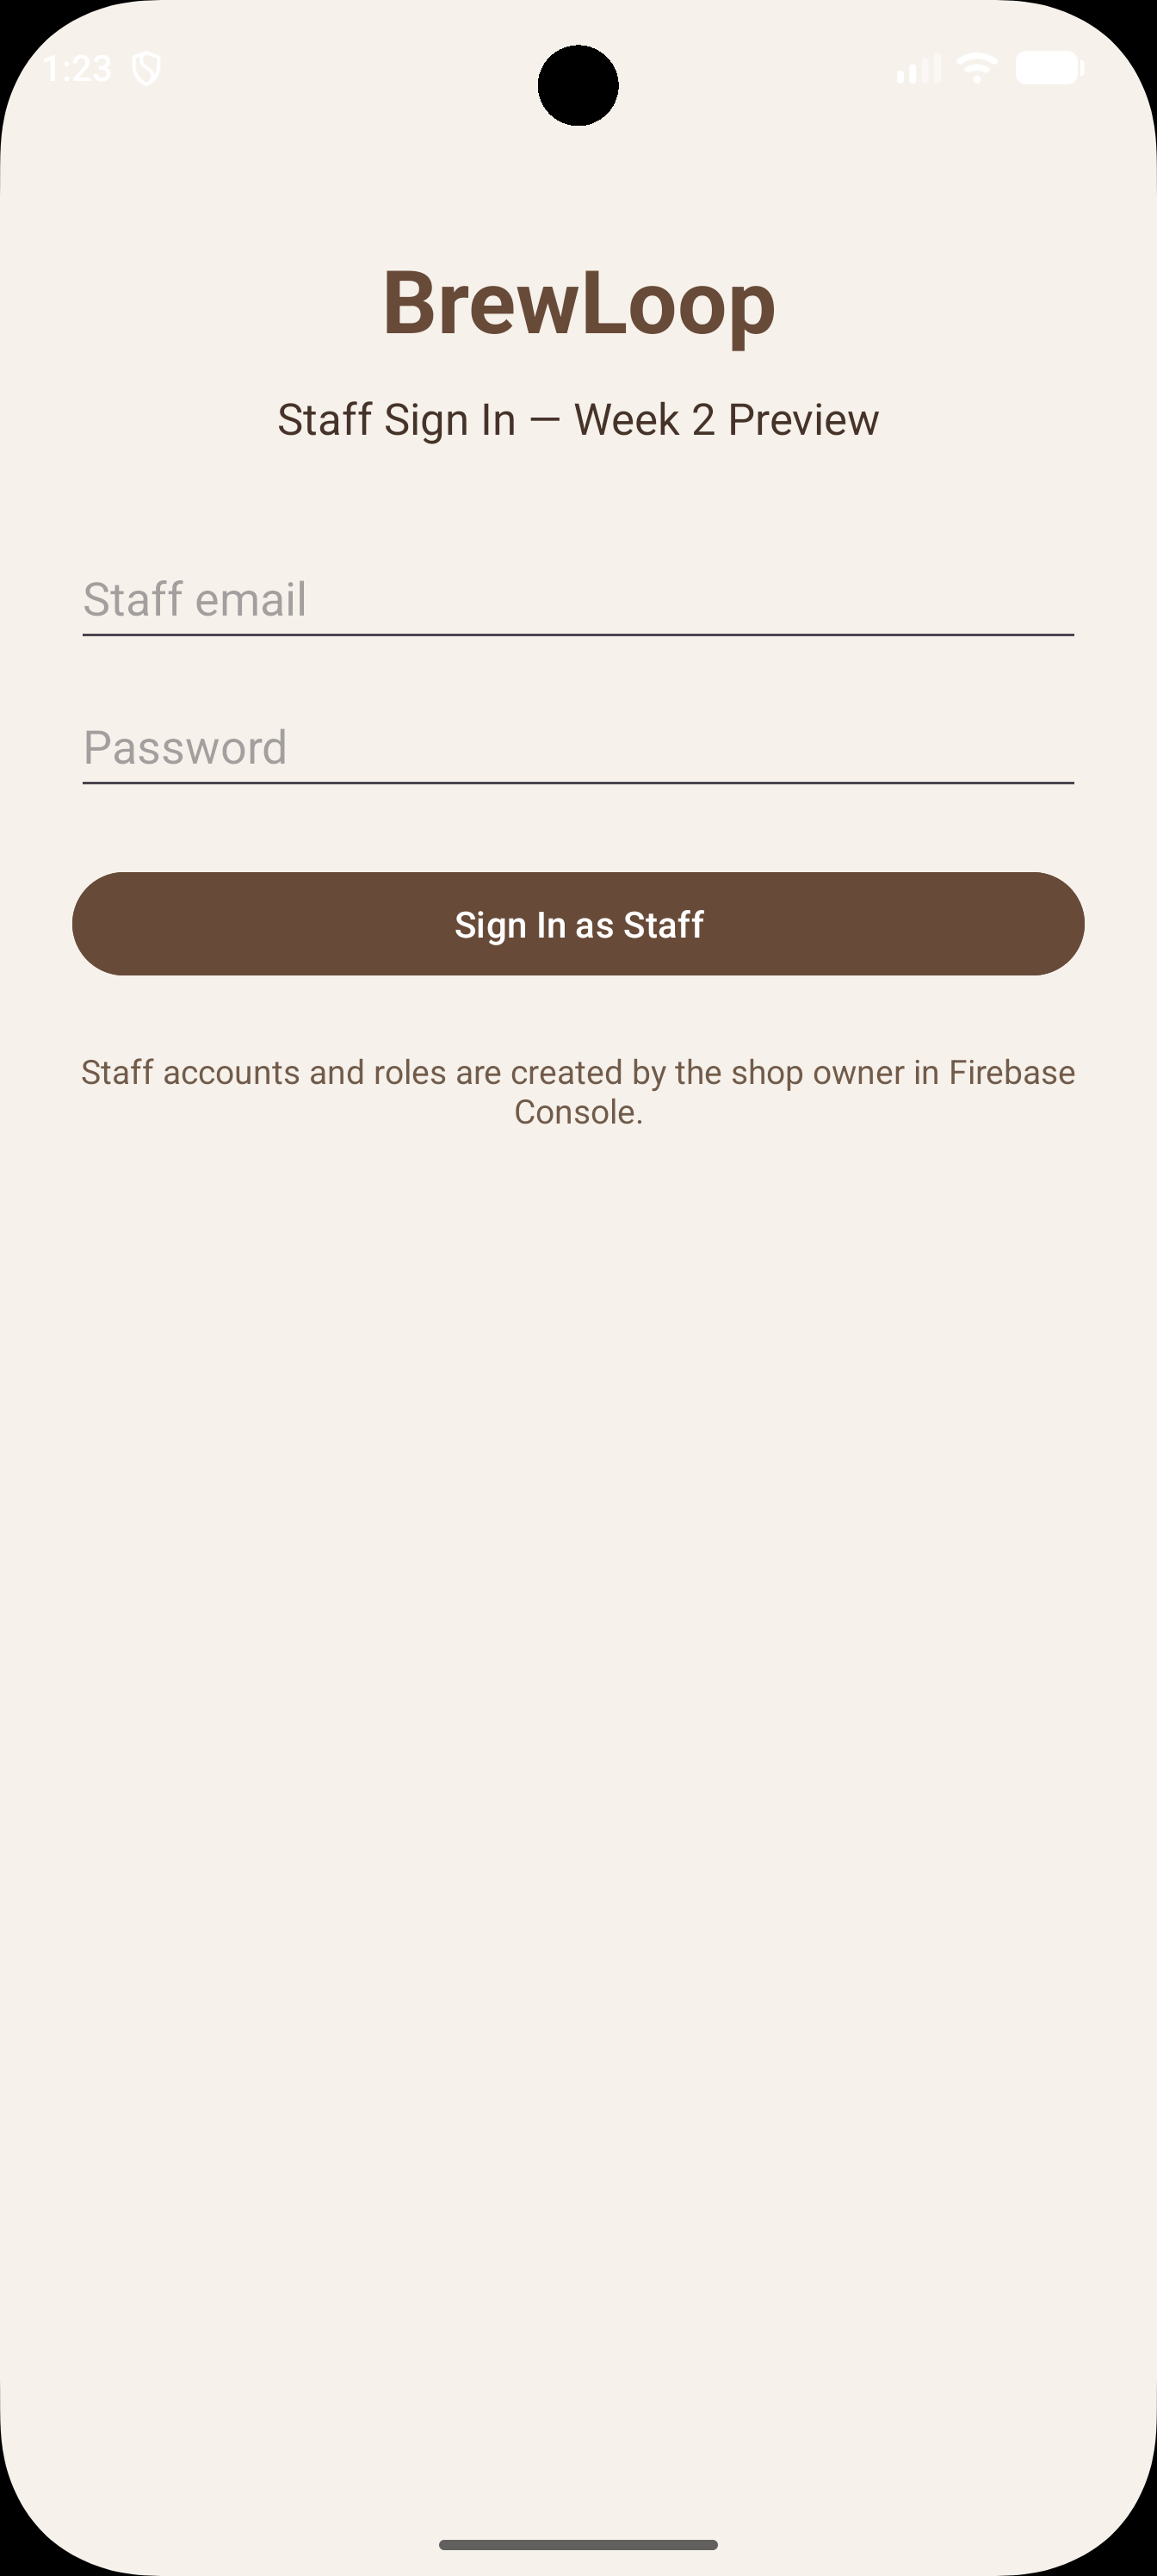 1:23
BrewLoop
Staff Sign In — Week 2 Preview
Staff email
Password
Sign In as Staff
Staff accounts and roles are created by the shop owner in Firebase
Console.